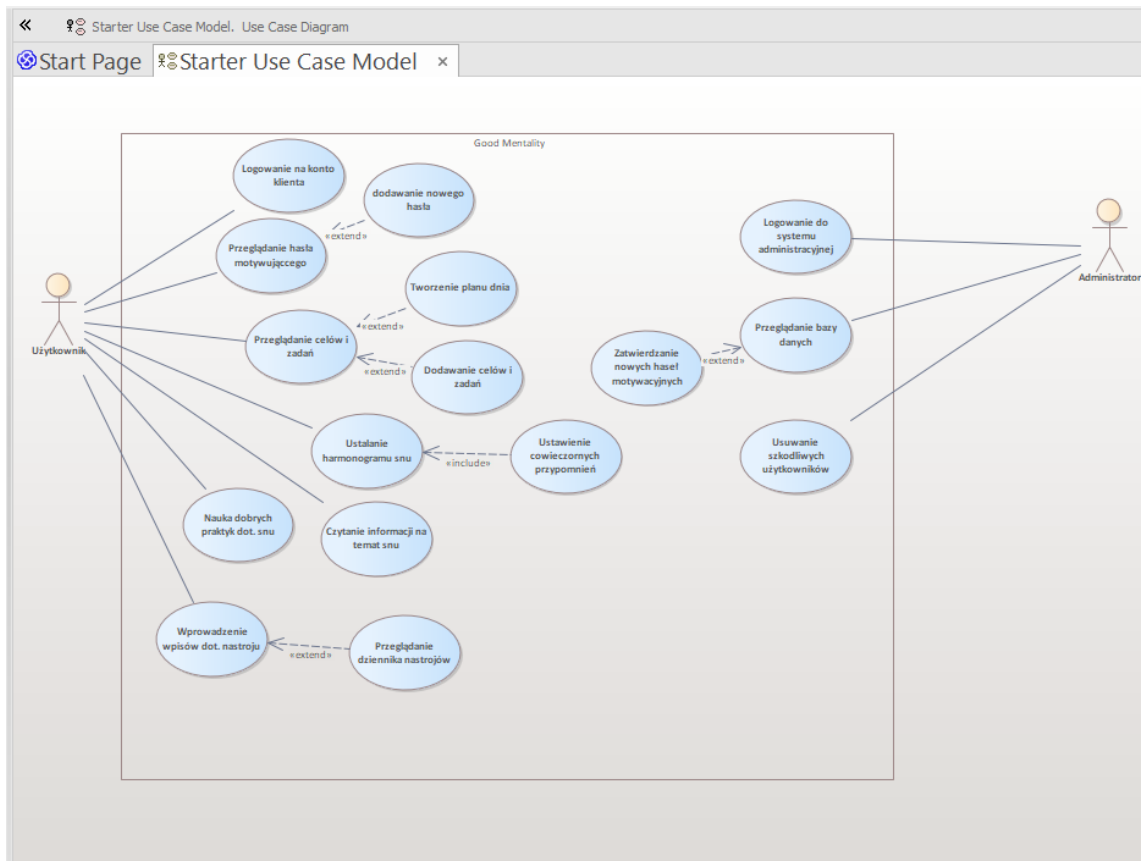 Starter Use Case Model. Use Case Diagram
Start Page
Starter Use Case Model ×
Good Mentality
Logowanie na konto
klienta
dodawanie nowego
hasła
«extend»
Przeglądanie hasła
motywująccego
Tworzenie planu dnia
«extend»
Przeglądanie celów i
zadań
«extend»
Dodawanie celów i
zadań
Użytkownik
Logowanie do
systemu
administracyjnej
Administrator
Przeglądanie bazy
danych
Zatwierdzanie
nowych haseł
motywacyjnych
«extend»
Ustalanie
harmonogramu snu
«include»
Ustawienie
cowieczornych
przypomnień
Usuwanie
szkodliwych
użytkowników
Nauka dobrych
praktyk dot. snu
Czytanie informacji na
temat snu
Wprowadzenie
wpisów dot. nastroju
«extend»
Przeglądanie
dziennika nastrojów